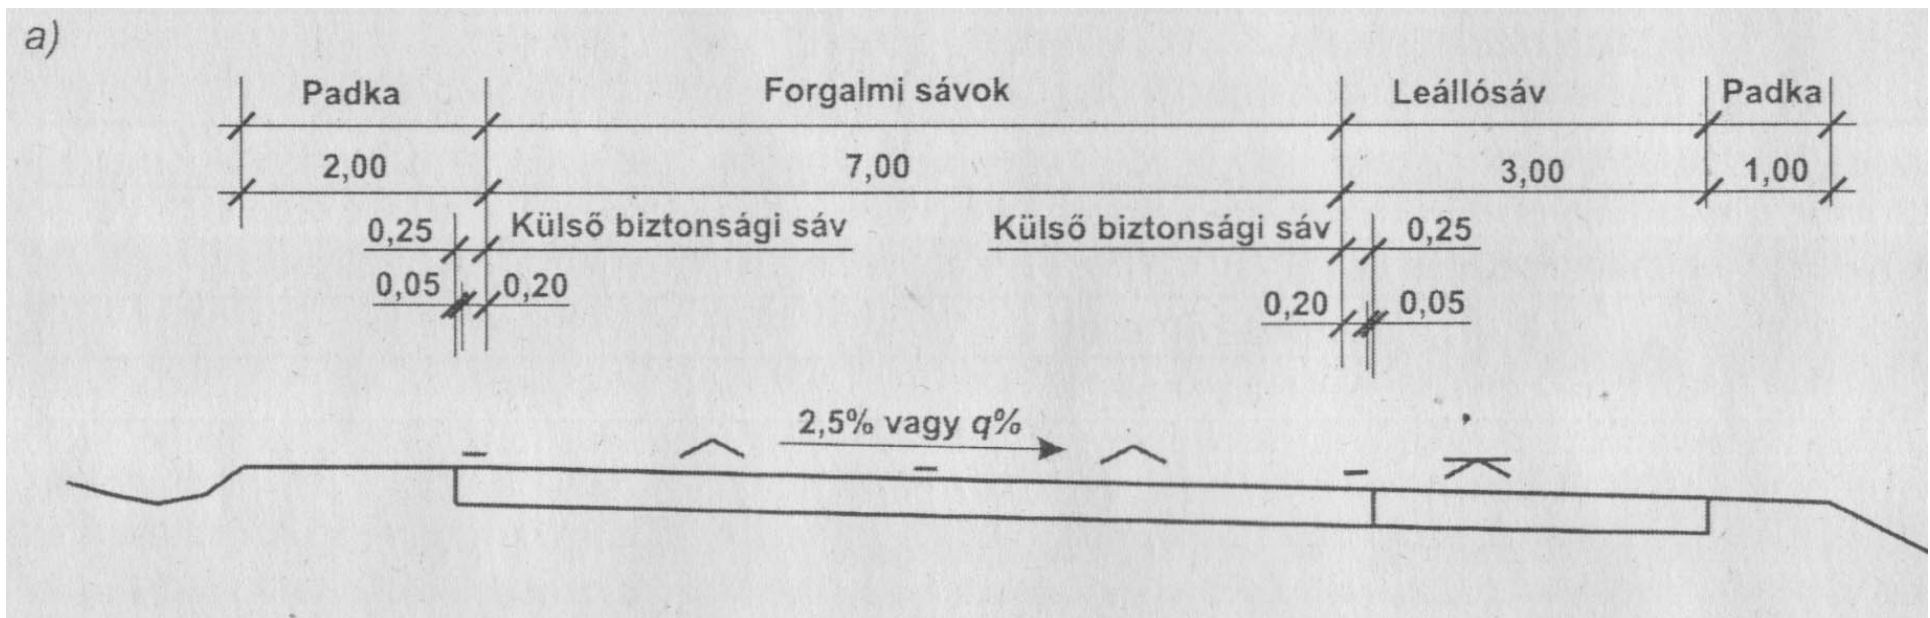 a)
Padka Forgalmi sávok Leállósáv Padka
2,00 7,00 3,00 1,00
0,25 Külső biztonsági sáv Külső biztonsági sáv 0,25
0,05 0,20 0,20 0,05
2,5% vagy q%